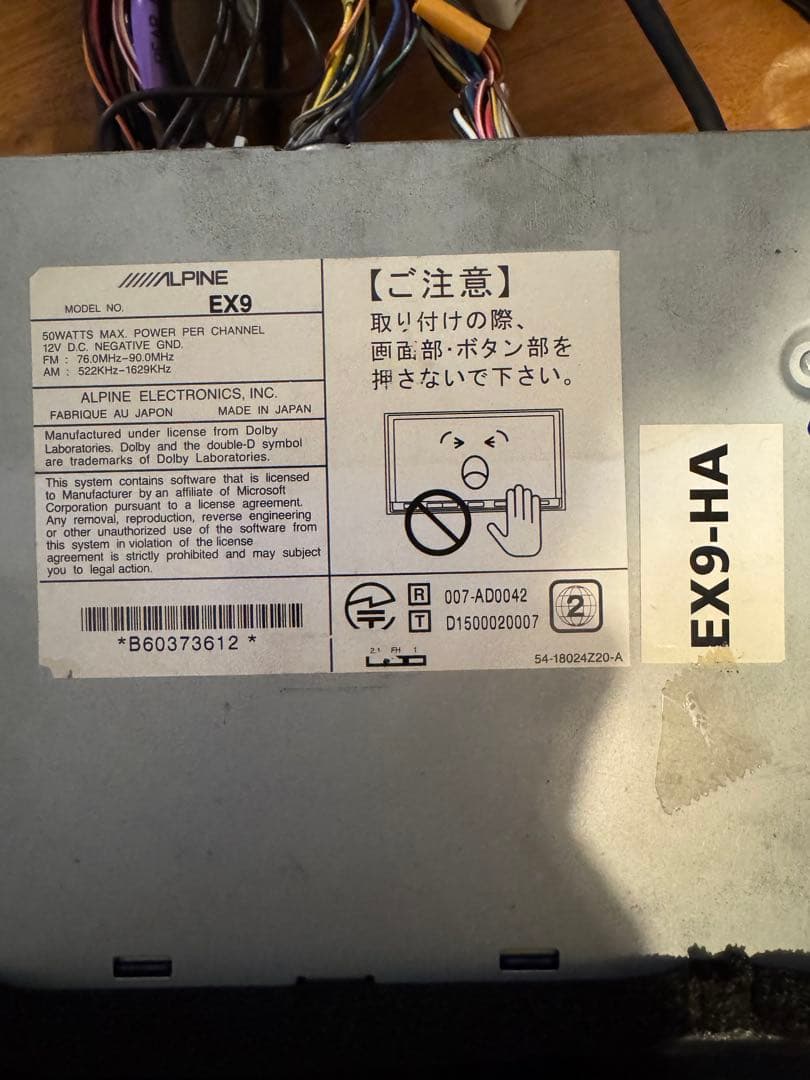 ALPINE
MODEL NO. EX9
50WATTS MAX. POWER PER CHANNEL
12V D.C. NEGATIVE GND.
FM : 76.0MHz-90.0MHz
AM : 522KHz-1629KHz
ALPINE ELECTRONICS, INC.
FABRIQUE AU JAPON MADE IN JAPAN
Manufactured under license from Dolby
Laboratories. Dolby and the double-D symbol
are trademarks of Dolby Laboratories.
This system contains software that is licensed
to Manufacturer by an affiliate of Microsoft
Corporation pursuant to a license agreement.
Any removal, reproduction, reverse engineering
or other unauthorized use of the software from
this system in violation of the license
agreement is strictly prohibited and may subject
you to legal action.
*B60373612 *
【ご注意】
取り付けの際、
画面部・ボタン部を
押さないで下さい。
R 007-AD0042
T D1500020007
2
2.1 FH 1
54-18024Z20-A
EX9-HA